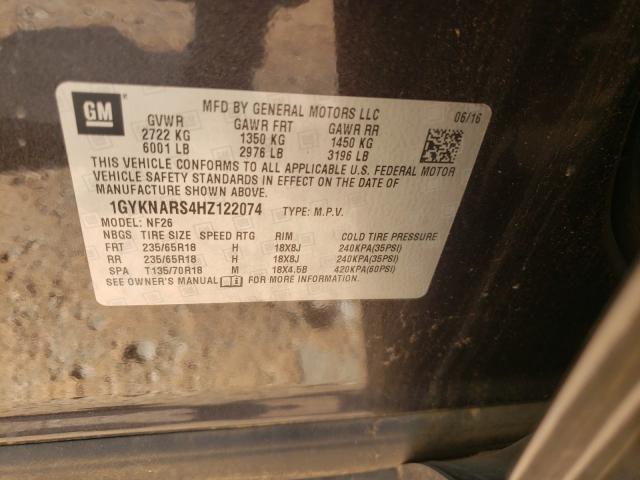 GM
MFD BY GENERAL MOTORS LLC 06/16
GVWR GAWR FRT GAWR RR
2722 KG 1350 KG 1450 KG
6001 LB 2976 LB 3196 LB
THIS VEHICLE CONFORMS TO ALL APPLICABLE U.S. FEDERAL MOTOR
VEHICLE SAFETY STANDARDS IN EFFECT ON THE DATE OF
MANUFACTURE SHOWN ABOVE.
1GYKNARS4HZ122074 TYPE: M.P.V.
MODEL: NF26
NBGS TIRE SIZE SPEED RTG RIM COLD TIRE PRESSURE
FRT 235/65R18 H 18X8J 240KPA(35PSI)
RR 235/65R18 H 18X8J 240KPA(35PSI)
SPA T135/70R18 M 18X4.5B 420KPA(60PSI)
SEE OWNER'S MANUAL FOR MORE INFORMATION.